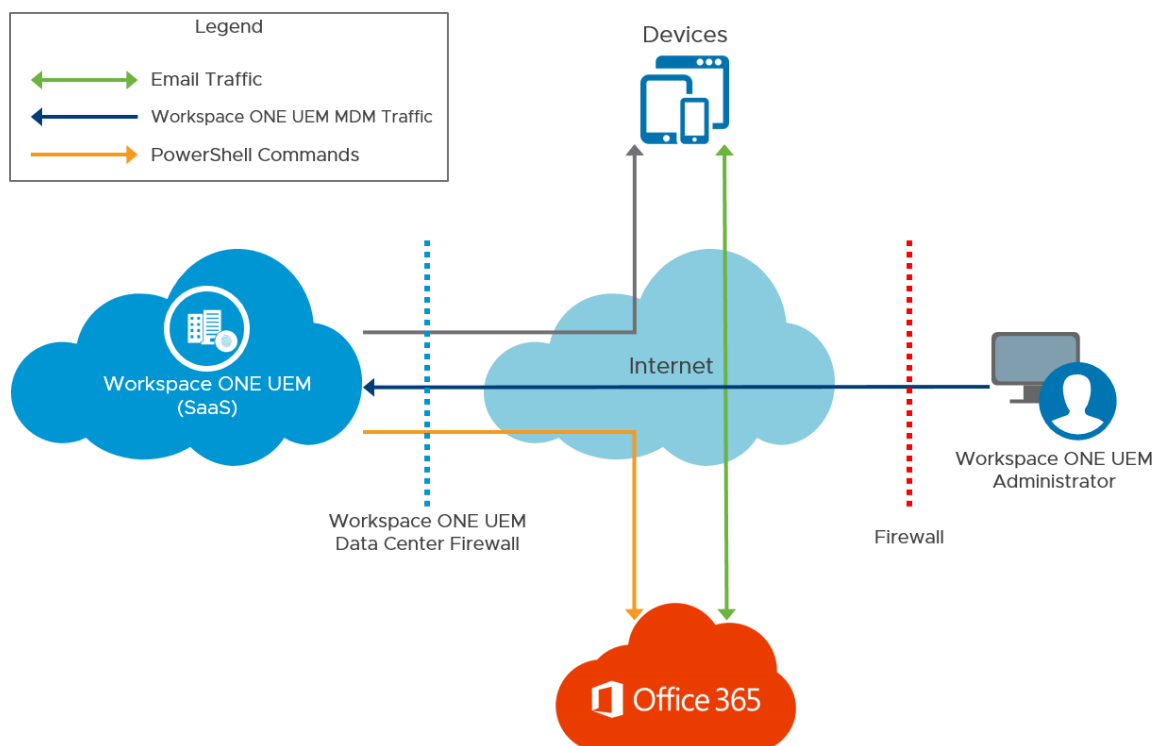 Legend
Email Traffic
Workspace ONE UEM MDM Traffic
PowerShell Commands
Devices
Workspace ONE UEM
(SaaS)
Internet
Workspace ONE UEM
Administrator
Workspace ONE UEM
Data Center Firewall
Firewall
Office 365